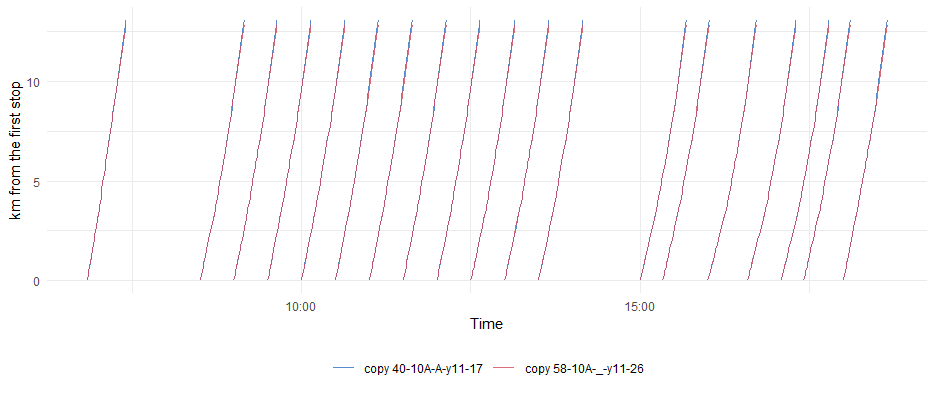 km from the first stop
10
5
0
10:00
15:00
Time
copy 40-10A-A-y11-17
copy 58-10A-_-y11-26